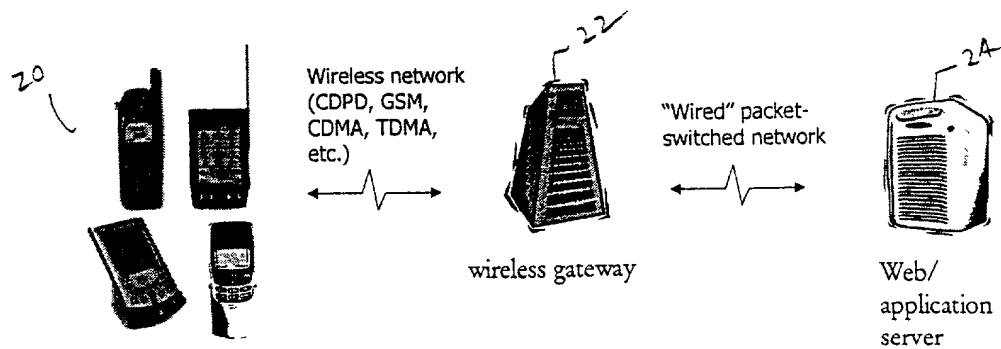 20
Wireless network
(CDPD, GSM,
CDMA, TDMA,
etc.)
22
"Wired" packet-
switched network
24
wireless gateway
Web/
application
server